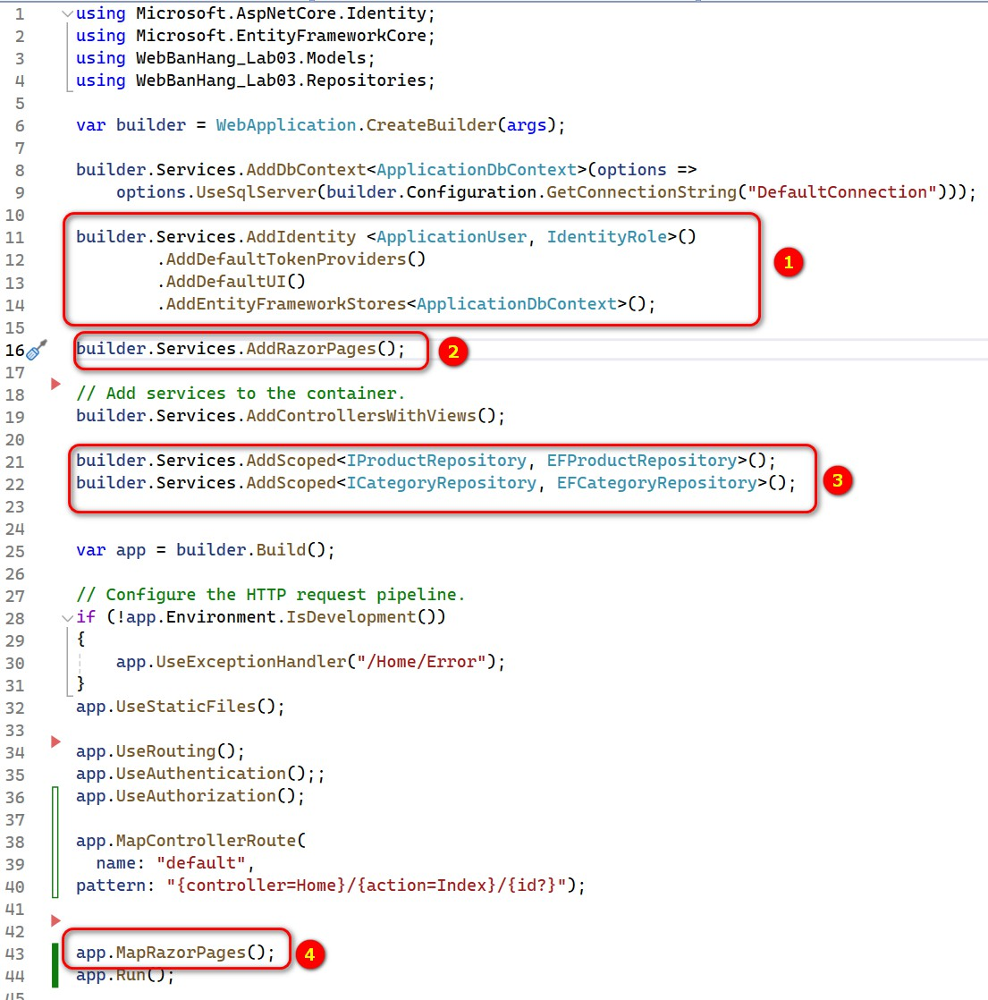 1 using Microsoft.AspNetCore.Identity;
2 using Microsoft.EntityFrameworkCore;
3 using WebBanHang_Lab03.Models;
4 using WebBanHang_Lab03.Repositories;
5
6 var builder = WebApplication.CreateBuilder(args);
7
8 builder.Services.AddDbContext<ApplicationDbContext>(options =>
9 options.UseSqlServer(builder.Configuration.GetConnectionString("DefaultConnection")));
10
11 builder.Services.AddIdentity <ApplicationUser, IdentityRole>()
12 .AddDefaultTokenProviders() 1
13 .AddDefaultUI()
14 .AddEntityFrameworkStores<ApplicationDbContext>();
15
16 builder.Services.AddRazorPages(); 2
17
18 // Add services to the container.
19 builder.Services.AddControllersWithViews();
20
21 builder.Services.AddScoped<IProductRepository, EFProductRepository>();
22 builder.Services.AddScoped<ICategoryRepository, EFCategoryRepository>(); 3
23
24
25 var app = builder.Build();
26
27 // Configure the HTTP request pipeline.
28 if (!app.Environment.IsDevelopment())
29 {
30 app.UseExceptionHandler("/Home/Error");
31 }
32 app.UseStaticFiles();
33
34 app.UseRouting();
35 app.UseAuthentication();;
36 app.UseAuthorization();
37
38 app.MapControllerRoute(
39 name: "default",
40 pattern: "{controller=Home}/{action=Index}/{id?}");
41
42
43 app.MapRazorPages(); 4
44 app.Run();
45